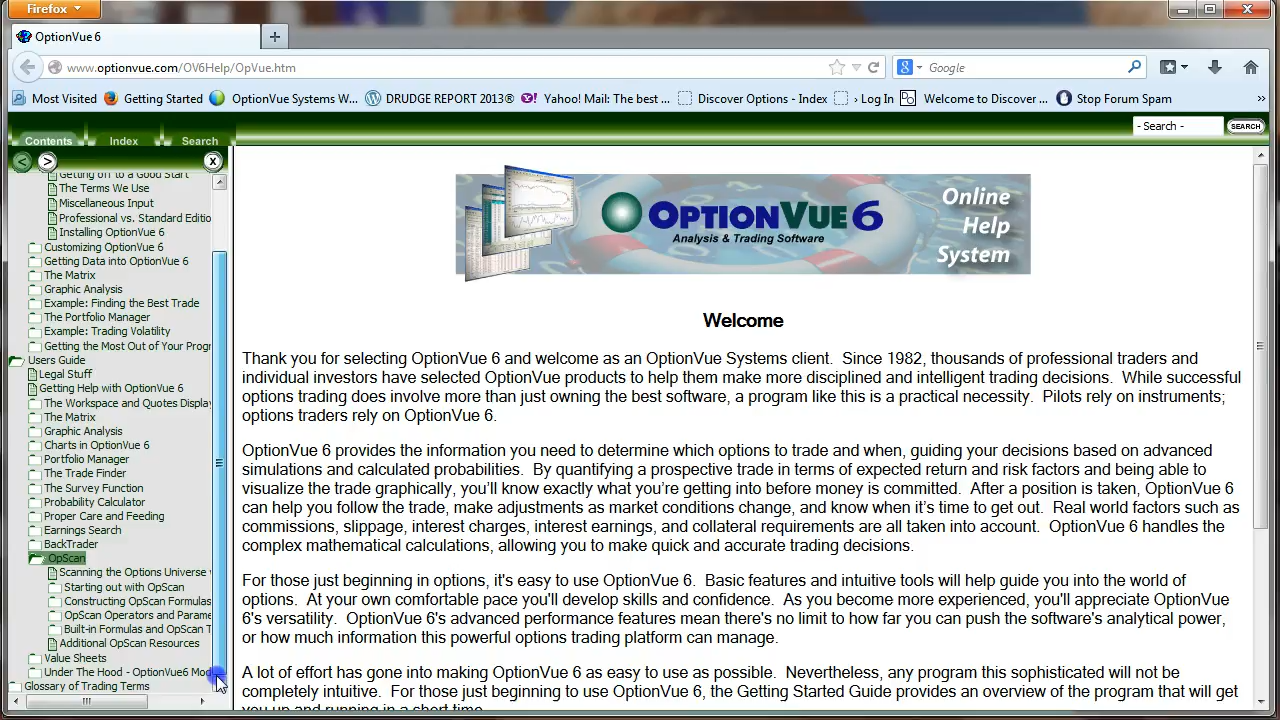 Firefox
OptionVue 6
www.optionvue.com/OV6Help/OpVue.htm
Google
Most Visited
Getting Started
OptionVue Systems W...
DRUDGE REPORT 2013®
Yahoo! Mail: The best ...
Discover Options - Index
› Log In
Welcome to Discover ...
Stop Forum Spam
»
- Search -
SEARCH
Contents
Index
Search
Getting off to a Good Start
The Terms We Use
Miscellaneous Input
Professional vs. Standard Editio
Installing OptionVue 6
Customizing OptionVue 6
Getting Data into OptionVue 6
The Matrix
Graphic Analysis
Example: Finding the Best Trade
The Portfolio Manager
Example: Trading Volatility
Getting the Most Out of Your Progr
Users Guide
Legal Stuff
Getting Help with OptionVue 6
The Workspace and Quotes Display
The Matrix
Graphic Analysis
Charts in OptionVue 6
Portfolio Manager
The Trade Finder
The Survey Function
Probability Calculator
Proper Care and Feeding
Earnings Search
BackTrader
OpScan
Scanning the Options Universe
Starting out with OpScan
Constructing OpScan Formulas
OpScan Operators and Parame
Built-in Formulas and OpScan T
Additional OpScan Resources
Value Sheets
Under The Hood - OptionVue6 Mod
Glossary of Trading Terms
OPTIONVUE 6
Analysis & Trading Software
Online
Help
System
Welcome
Thank you for selecting OptionVue 6 and welcome as an OptionVue Systems client. Since 1982, thousands of professional traders and
individual investors have selected OptionVue products to help them make more disciplined and intelligent trading decisions. While successful
options trading does involve more than just owning the best software, a program like this is a practical necessity. Pilots rely on instruments;
options traders rely on OptionVue 6.
OptionVue 6 provides the information you need to determine which options to trade and when, guiding your decisions based on advanced
simulations and calculated probabilities. By quantifying a prospective trade in terms of expected return and risk factors and being able to
visualize the trade graphically, you'll know exactly what you're getting into before money is committed. After a position is taken, OptionVue 6
can help you follow the trade, make adjustments as market conditions change, and know when it's time to get out. Real world factors such as
commissions, slippage, interest charges, interest earnings, and collateral requirements are all taken into account. OptionVue 6 handles the
complex mathematical calculations, allowing you to make quick and accurate trading decisions.
For those just beginning in options, it's easy to use OptionVue 6. Basic features and intuitive tools will help guide you into the world of
options. At your own comfortable pace you'll develop skills and confidence. As you become more experienced, you'll appreciate OptionVue
6's versatility. OptionVue 6's advanced performance features mean there's no limit to how far you can push the software's analytical power,
or how much information this powerful options trading platform can manage.
A lot of effort has gone into making OptionVue 6 as easy to use as possible. Nevertheless, any program this sophisticated will not be
completely intuitive. For those just beginning to use OptionVue 6, the Getting Started Guide provides an overview of the program that will get
you up and running in a short time.